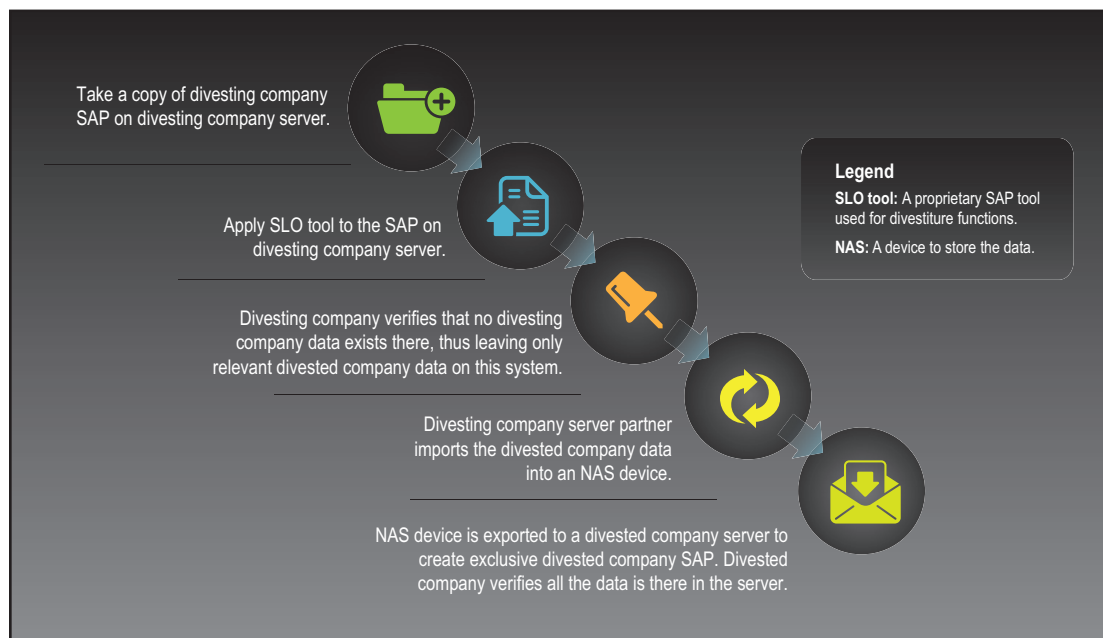 Take a copy of divesting company
SAP on divesting company server.
Apply SLO tool to the SAP on
divesting company server.
Divesting company verifies that no divesting
company data exists there, thus leaving only
relevant divested company data on this system.
Divesting company server partner
imports the divested company data
into an NAS device.
NAS device is exported to a divested company server to
create exclusive divested company SAP. Divested
company verifies all the data is there in the server.
Legend
SLO tool: A proprietary SAP tool
used for divestiture functions.
NAS: A device to store the data.